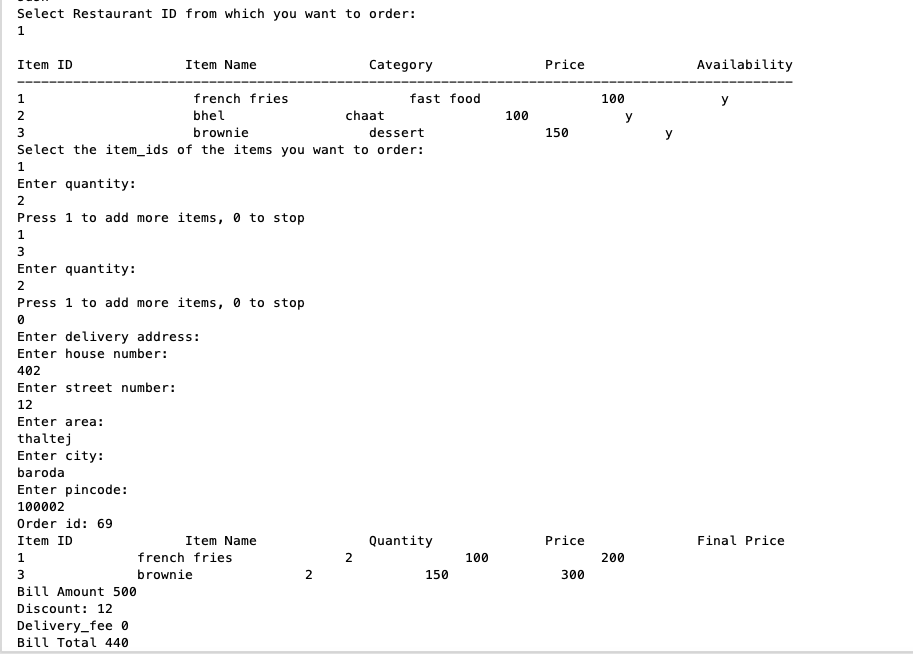 Select Restaurant ID from which you want to order:
1
Item ID Item Name Category Price Availability
1 french fries fast food 100 y
2 bhel chaat 100 y
3 brownie dessert 150 y
Select the item_ids of the items you want to order:
1
Enter quantity:
2
Press 1 to add more items, 0 to stop
1
3
Enter quantity:
2
Press 1 to add more items, 0 to stop
0
Enter delivery address:
Enter house number:
402
Enter street number:
12
Enter area:
thaltej
Enter city:
baroda
Enter pincode:
100002
Order id: 69
Item ID Item Name Quantity Price Final Price
1 french fries 2 100 200
3 brownie 2 150 300
Bill Amount 500
Discount: 12
Delivery_fee 0
Bill Total 440